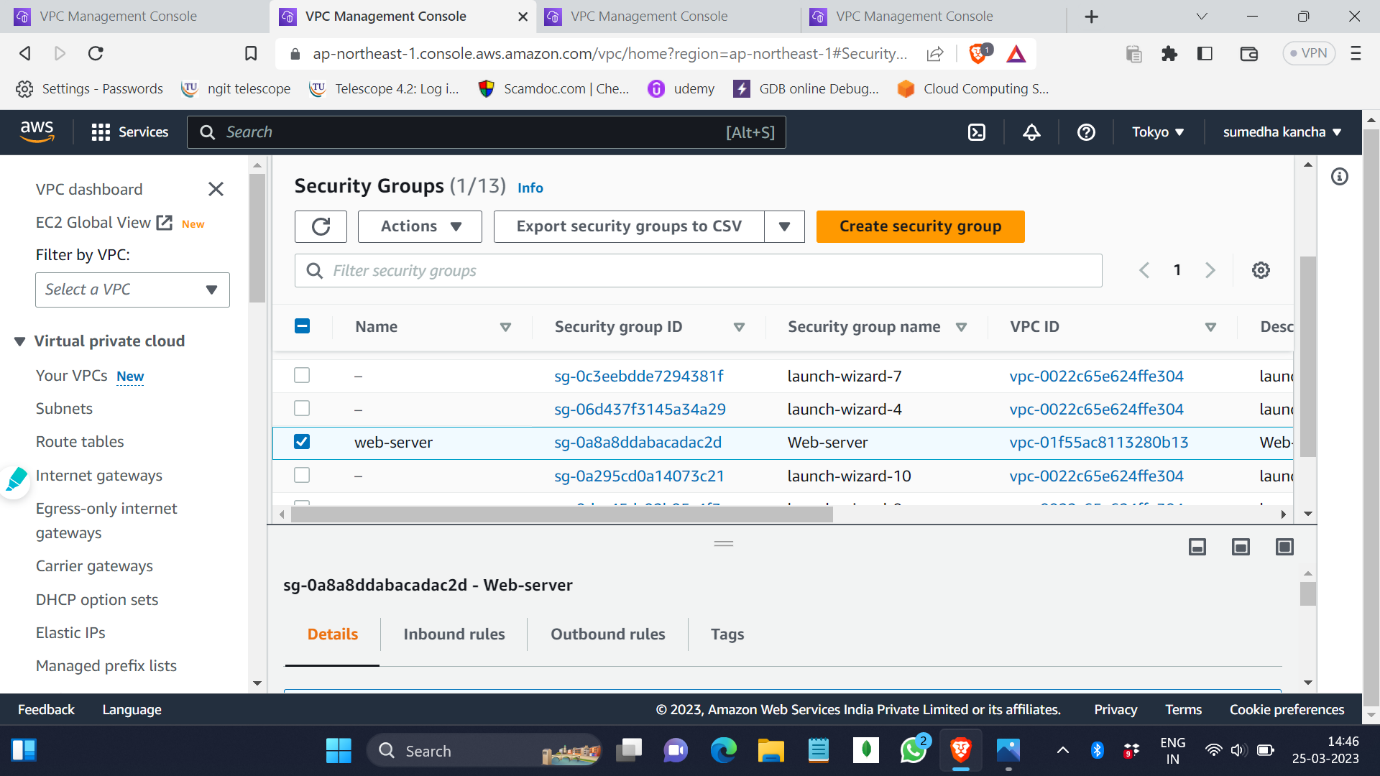 VPC Management Console
VPC Management Console
VPC Management Console
VPC Management Console
ap-northeast-1.console.aws.amazon.com/vpc/home?region=ap-northeast-1#Security...
1
VPN
Settings - Passwords
ngit telescope
Telescope 4.2: Log i...
Scamdoc.com | Che...
udemy
GDB online Debug...
Cloud Computing S...
aws
Services
Search
[Alt+S]
Tokyo
sumedha kancha
VPC dashboard
EC2 Global View New
Filter by VPC:
Select a VPC
Virtual private cloud
Your VPCs New
Subnets
Route tables
Internet gateways
Egress-only internet
gateways
Carrier gateways
DHCP option sets
Elastic IPs
Managed prefix lists
Security Groups (1/13) Info
Actions
Export security groups to CSV
Create security group
Filter security groups
1
Name Security group ID Security group name VPC ID Desc
– sg-0c3eebdde7294381f launch-wizard-7 vpc-0022c65e624ffe304 laun
– sg-06d437f3145a34a29 launch-wizard-4 vpc-0022c65e624ffe304 laun
web-server sg-0a8a8ddabacadac2d Web-server vpc-01f55ac8113280b13 Web-
– sg-0a295cd0a14073c21 launch-wizard-10 vpc-0022c65e624ffe304 laun
sg-0a8a8ddabacadac2d - Web-server
Details
Inbound rules
Outbound rules
Tags
Feedback
Language
© 2023, Amazon Web Services India Private Limited or its affiliates.
Privacy
Terms
Cookie preferences
Search
2
9
ENG
IN
14:46
25-03-2023